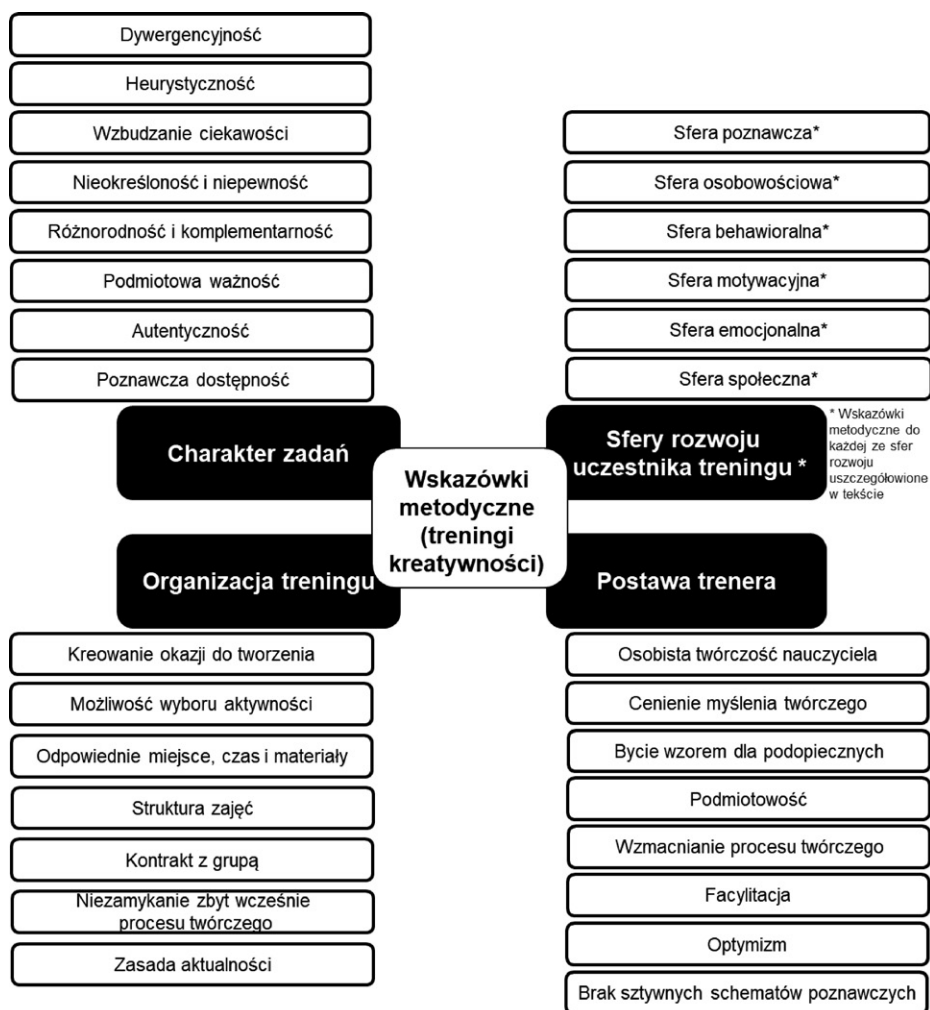 Dywergencyjność
Heurystyczność
Wzbudzanie ciekawości
Nieokreśloność i niepewność
Różnorodność i komplementarność
Podmiotowa ważność
Autentyczność
Poznawcza dostępność
Charakter zadań
Sfera poznawcza*
Sfera osobowościowa*
Sfera behawioralna*
Sfera motywacyjna*
Sfera emocjonalna*
Sfera społeczna*
Sfery rozwoju
uczestnika treningu *
* Wskazówki
metodyczne do
każdej ze sfer
rozwoju
uszczegółowione
w tekście
Wskazówki
metodyczne
(treningi
kreatywności)
Organizacja treningu
Kreowanie okazji do tworzenia
Możliwość wyboru aktywności
Odpowiednie miejsce, czas i materiały
Struktura zajęć
Kontrakt z grupą
Niezamykanie zbyt wcześnie
procesu twórczego
Zasada aktualności
Postawa trenera
Osobista twórczość nauczyciela
Cenienie myślenia twórczego
Bycie wzorem dla podopiecznych
Podmiotowość
Wzmacnianie procesu twórczego
Facylitacja
Optymizm
Brak sztywnych schematów poznawczych